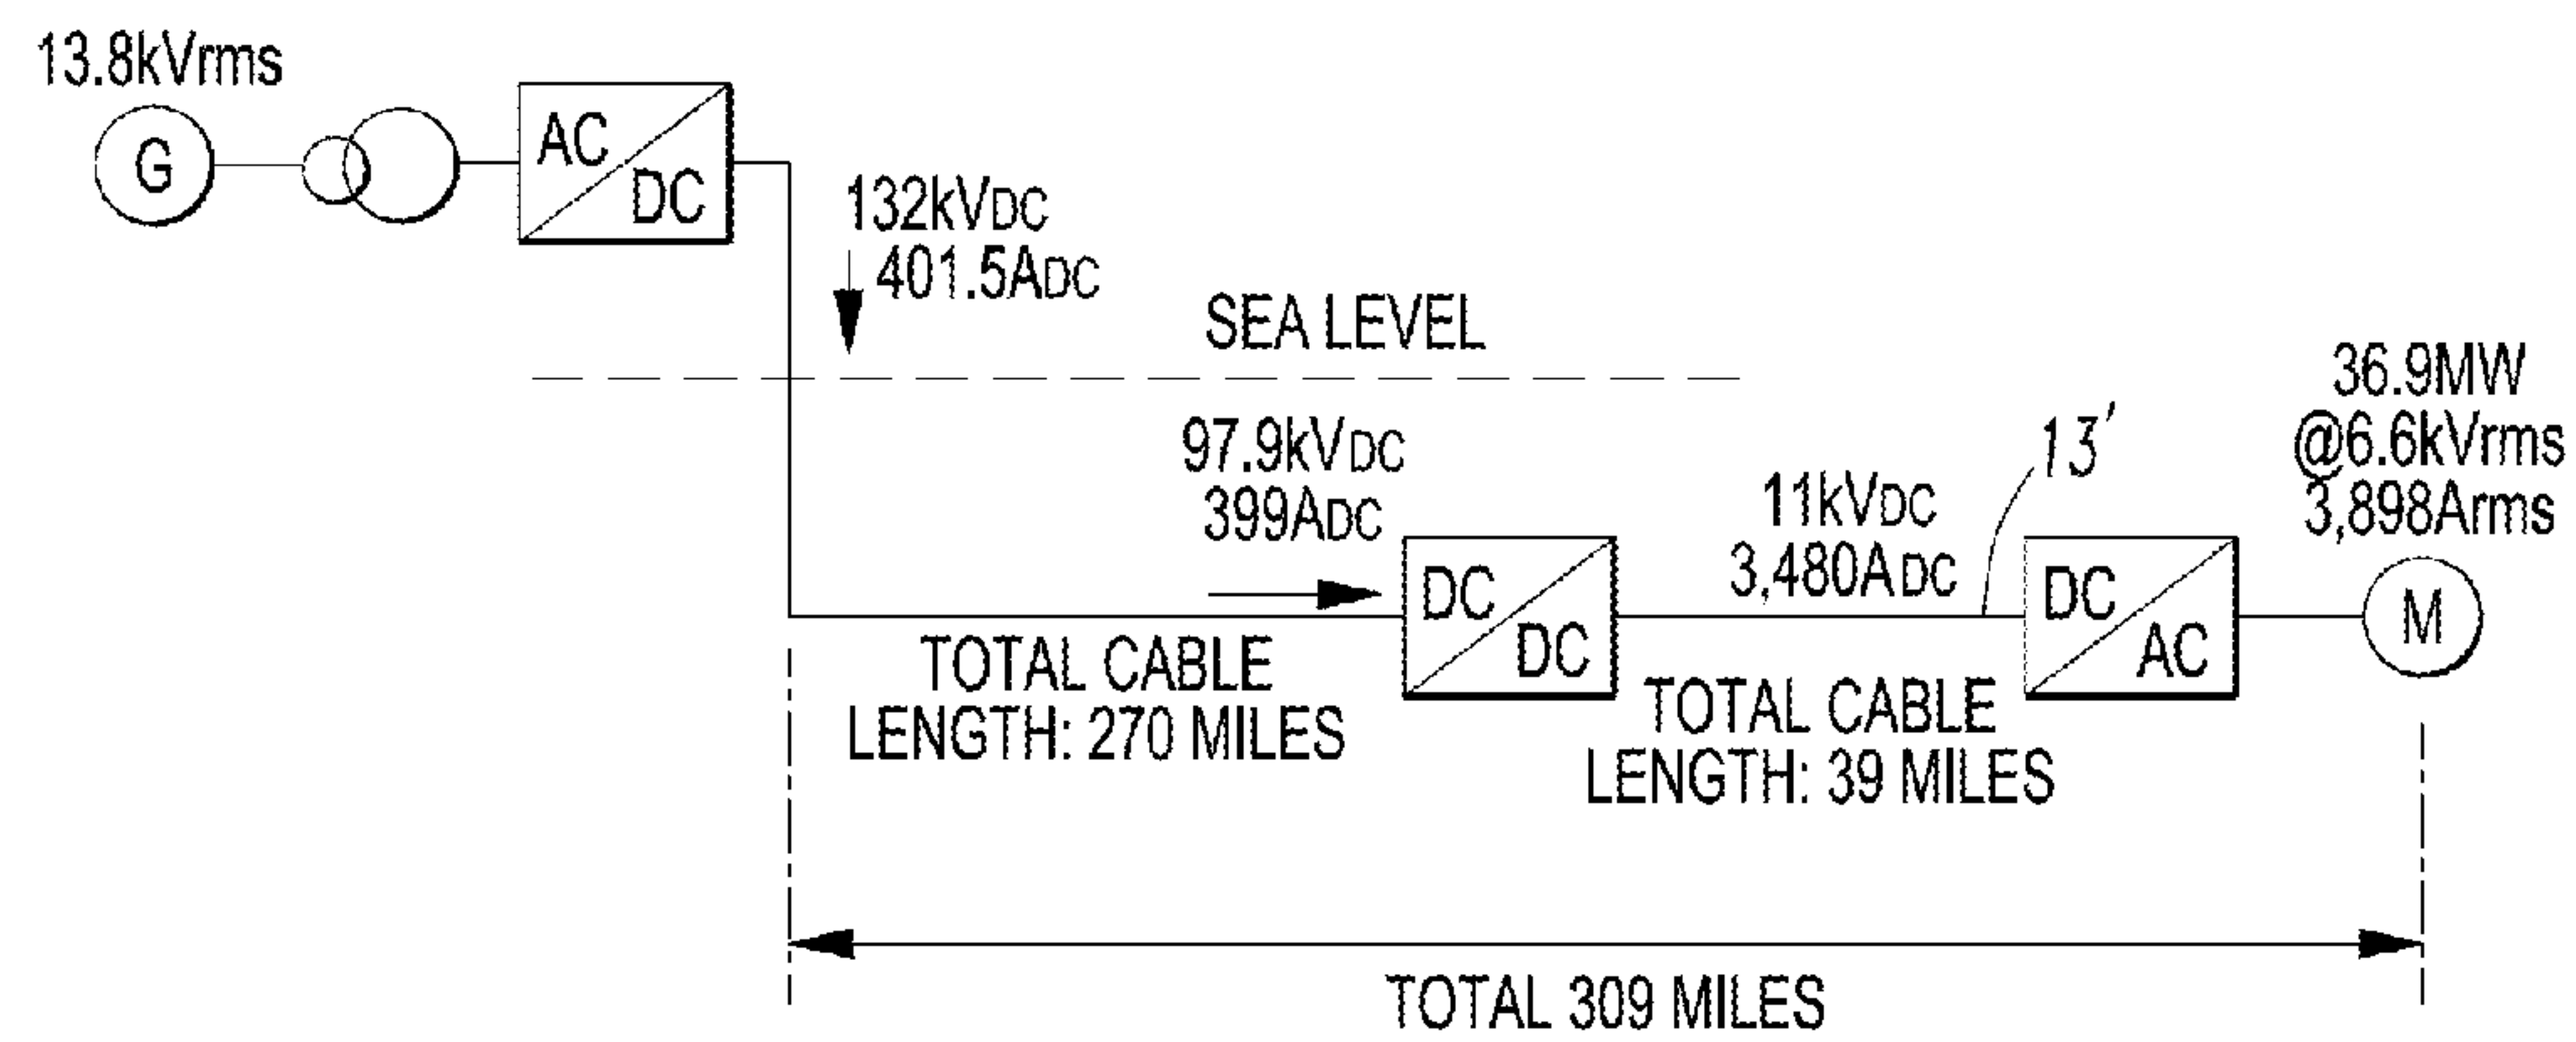 13.8kVrms
G
AC
DC
132kVDC
401.5ADC
SEA LEVEL
97.9kVDC
399ADC
DC
DC
11kVDC
3,480ADC
13'
DC
AC
36.9MW
@6.6kVrms
3,898Arms
M
TOTAL CABLE
LENGTH: 270 MILES
TOTAL CABLE
LENGTH: 39 MILES
TOTAL 309 MILES